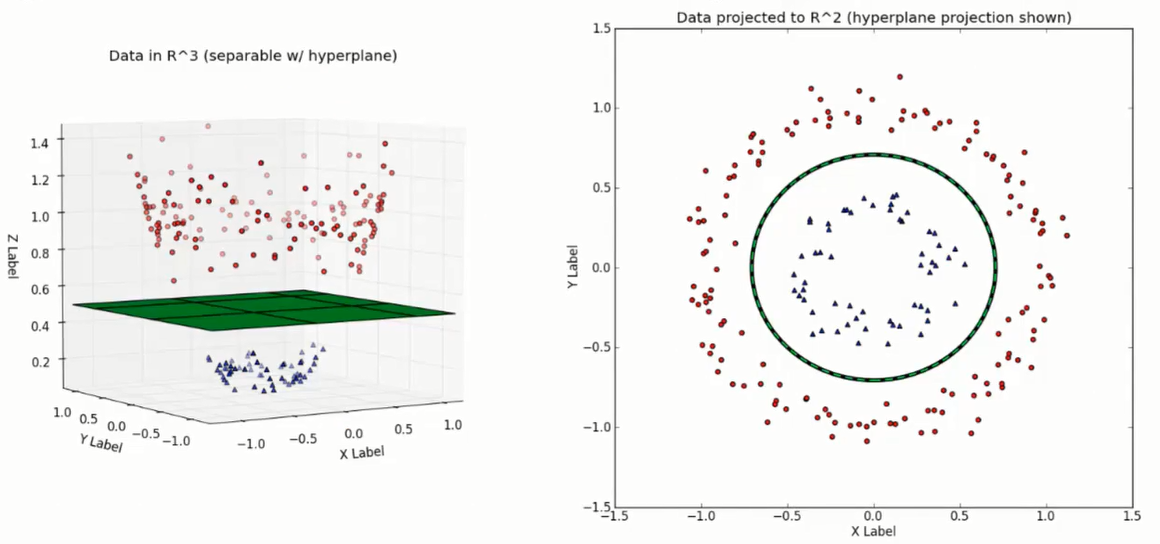 Data in R^3 (separable w/ hyperplane)
1.4
1.2
1.0
0.8
0.6
0.4
0.2
Z Label
1.0 0.5 0.0 −0.5 −1.0
Y Label
−1.0 −0.5 0.0 0.5 1.0
X Label
Data projected to R^2 (hyperplane projection shown)
1.5
1.0
0.5
0.0
−0.5
−1.0
−1.5
Y Label
−1.5 −1.0 −0.5 0.0 0.5 1.0 1.5
X Label